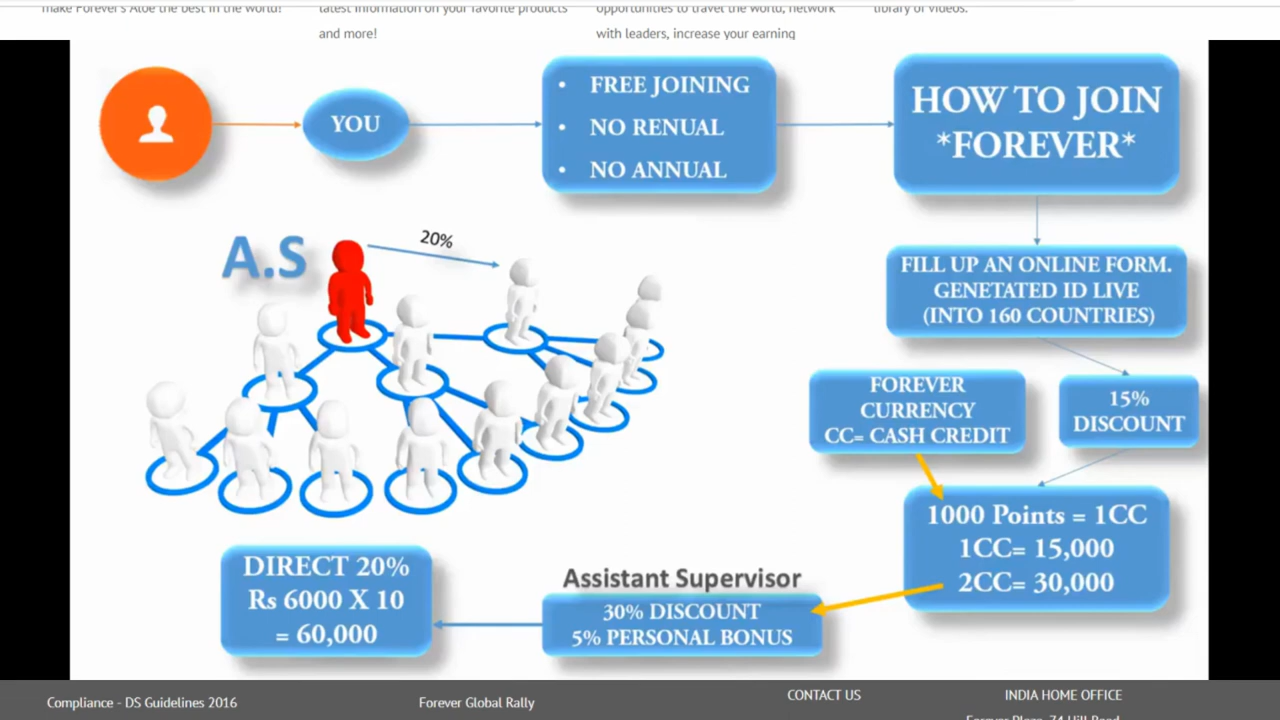 make Forever's Aloe the best in the world!
latest information on your favorite products
and more!
opportunities to travel the world, network
with leaders, increase your earning
library of videos.
YOU
• FREE JOINING
• NO RENUAL
• NO ANNUAL
HOW TO JOIN
*FOREVER*
A.S
20%
FILL UP AN ONLINE FORM.
GENETATED ID LIVE
(INTO 160 COUNTRIES)
FOREVER
CURRENCY
CC= CASH CREDIT
15%
DISCOUNT
1000 Points = 1CC
1CC= 15,000
2CC= 30,000
Assistant Supervisor
30% DISCOUNT
5% PERSONAL BONUS
DIRECT 20%
Rs 6000 X 10
= 60,000
Compliance - DS Guidelines 2016
Forever Global Rally
CONTACT US
INDIA HOME OFFICE
Forever Plaza, 74 Hill Road